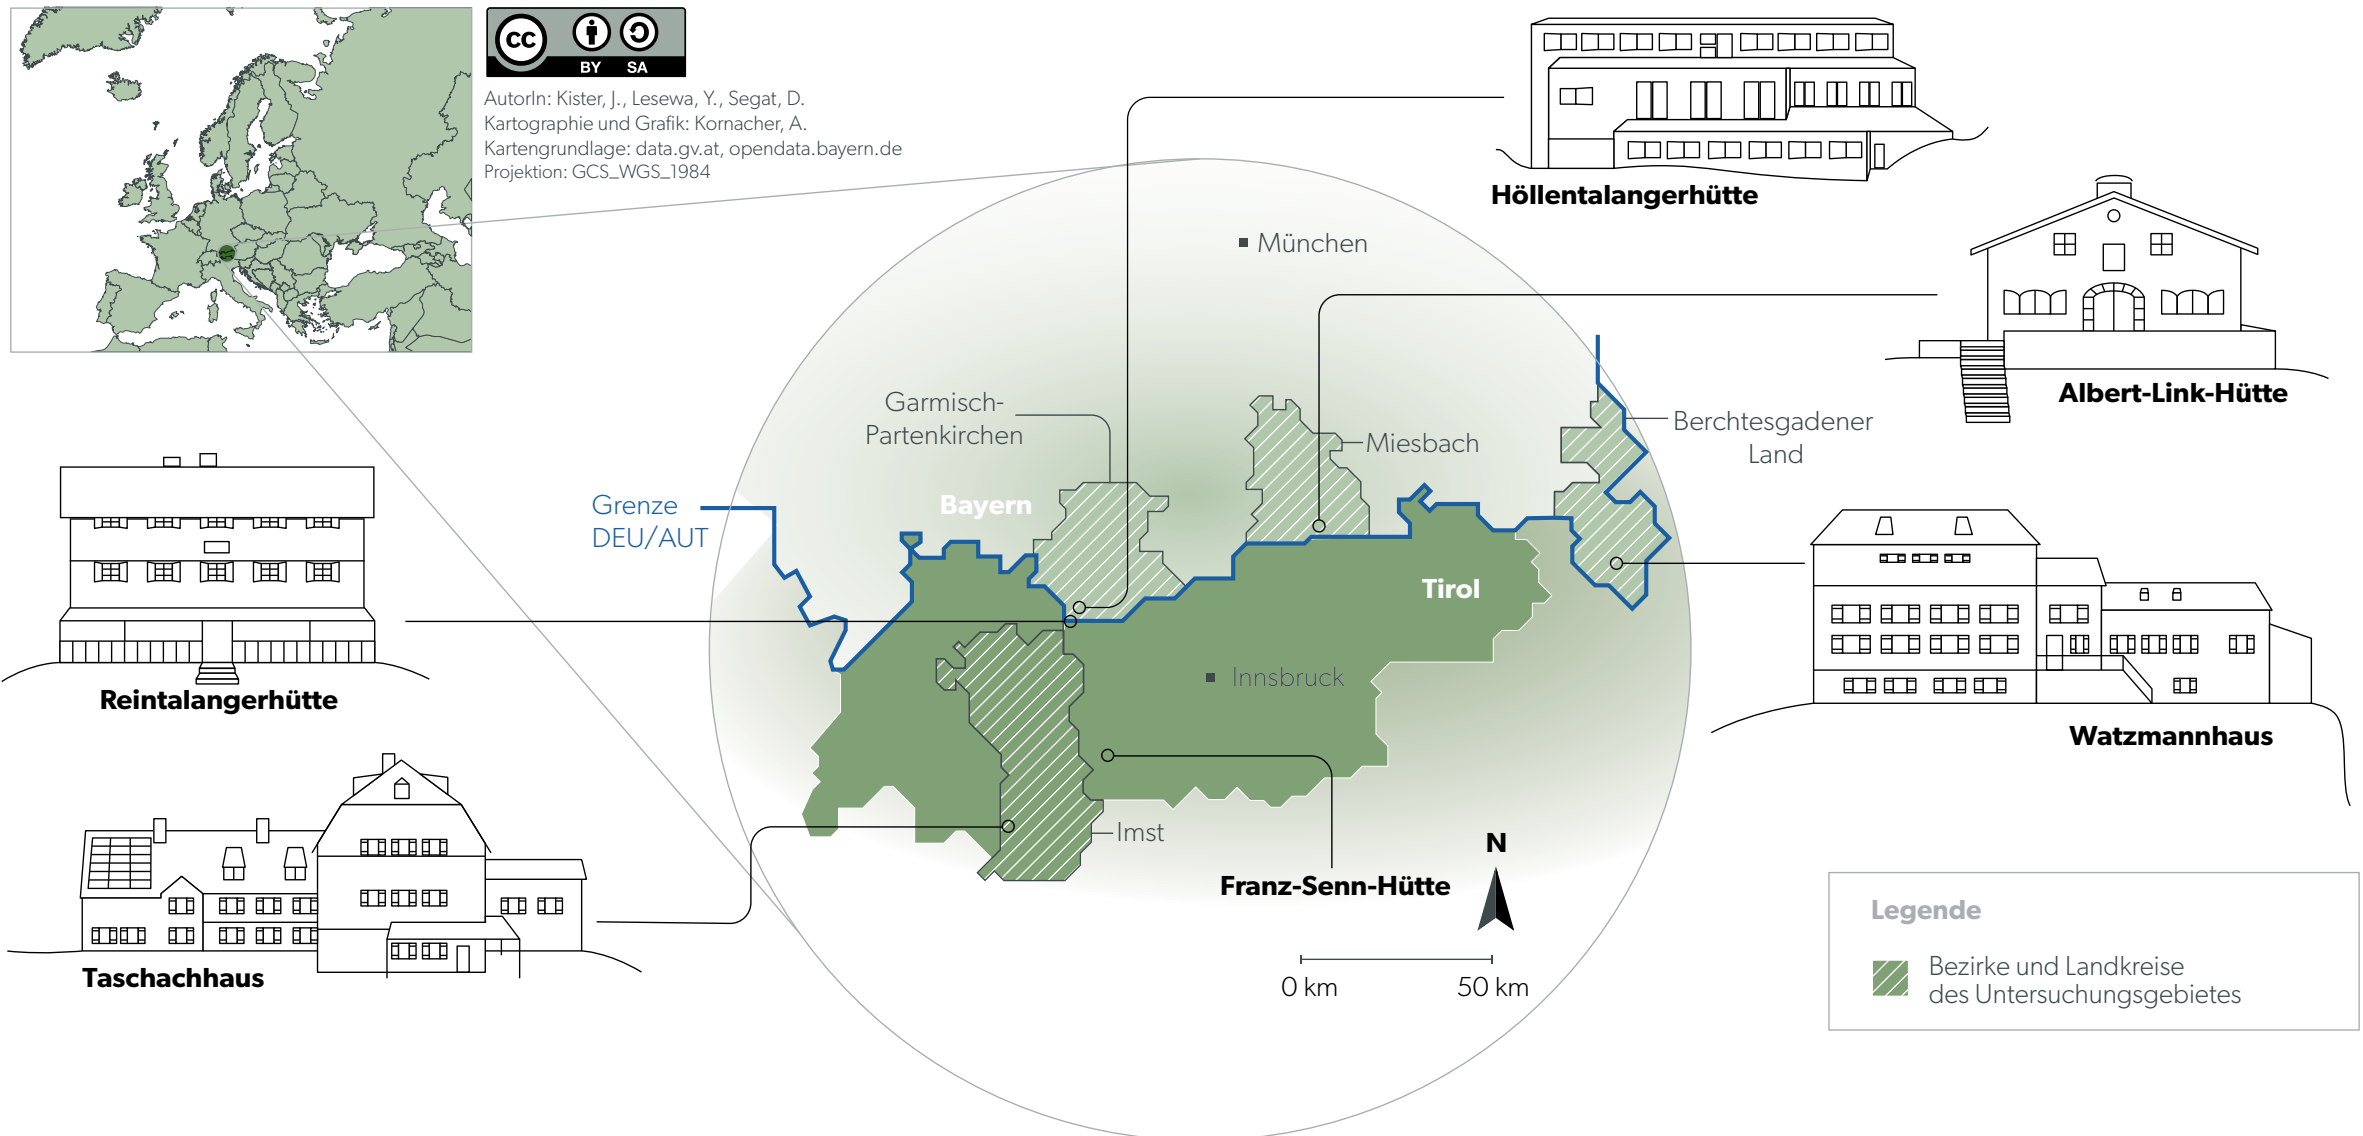 cc
BY SA
AutorIn: Kister, J., Lesewa, Y., Segat, D.
Kartographie und Grafik: Kornacher, A.
Kartengrundlage: data.gv.at, opendata.bayern.de
Projektion: GCS_WGS_1984
Höllentalangerhütte
München
Albert-Link-Hütte
Garmisch-
Partenkirchen
Miesbach
Berchtesgadener
Land
Grenze
DEU/AUT
Bayern
Tirol
Innsbruck
Reintalangerhütte
Watzmannhaus
Imst
Franz-Senn-Hütte
Taschachhaus
N
0 km
50 km
Legende
Bezirke und Landkreise
des Untersuchungsgebietes